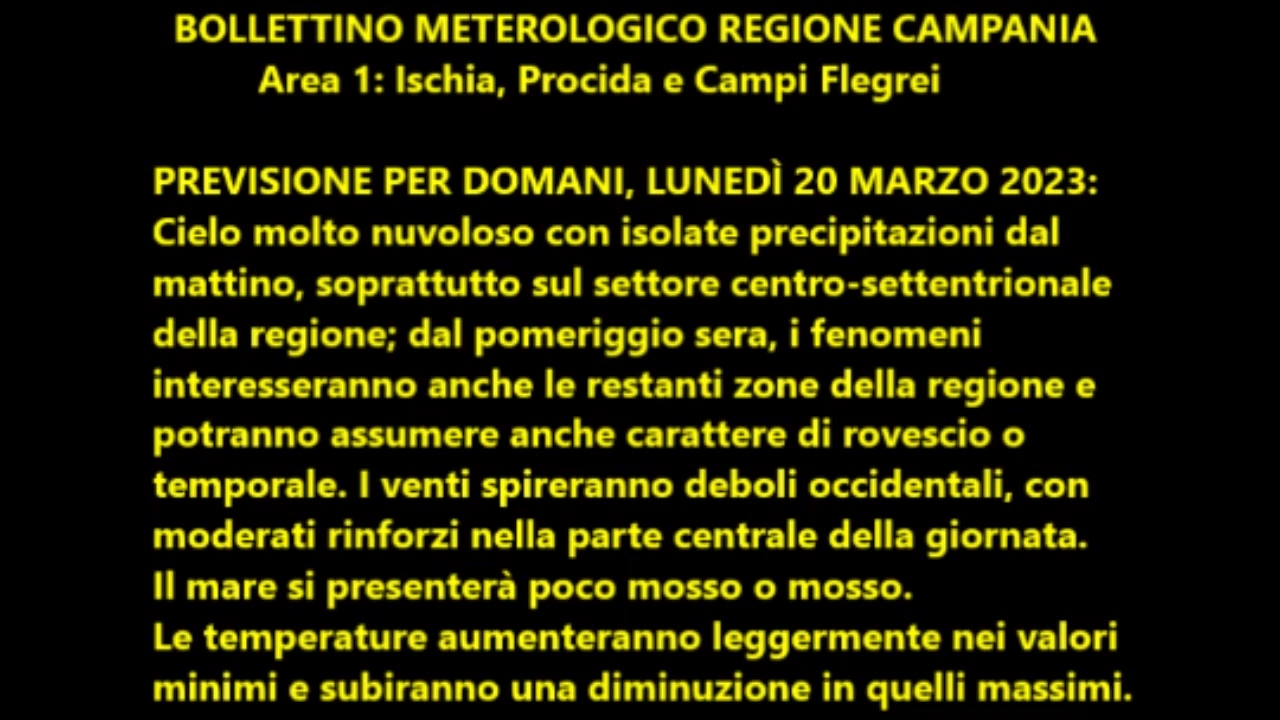 BOLLETTINO METEROLOGICO REGIONE CAMPANIA
Area 1: Ischia, Procida e Campi Flegrei
PREVISIONE PER DOMANI, LUNEDÌ 20 MARZO 2023:
Cielo molto nuvoloso con isolate precipitazioni dal
mattino, soprattutto sul settore centro-settentrionale
della regione; dal pomeriggio sera, i fenomeni
interesseranno anche le restanti zone della regione e
potranno assumere anche carattere di rovescio o
temporale. I venti spireranno deboli occidentali, con
moderati rinforzi nella parte centrale della giornata.
Il mare si presenterà poco mosso o mosso.
Le temperature aumenteranno leggermente nei valori
minimi e subiranno una diminuzione in quelli massimi.